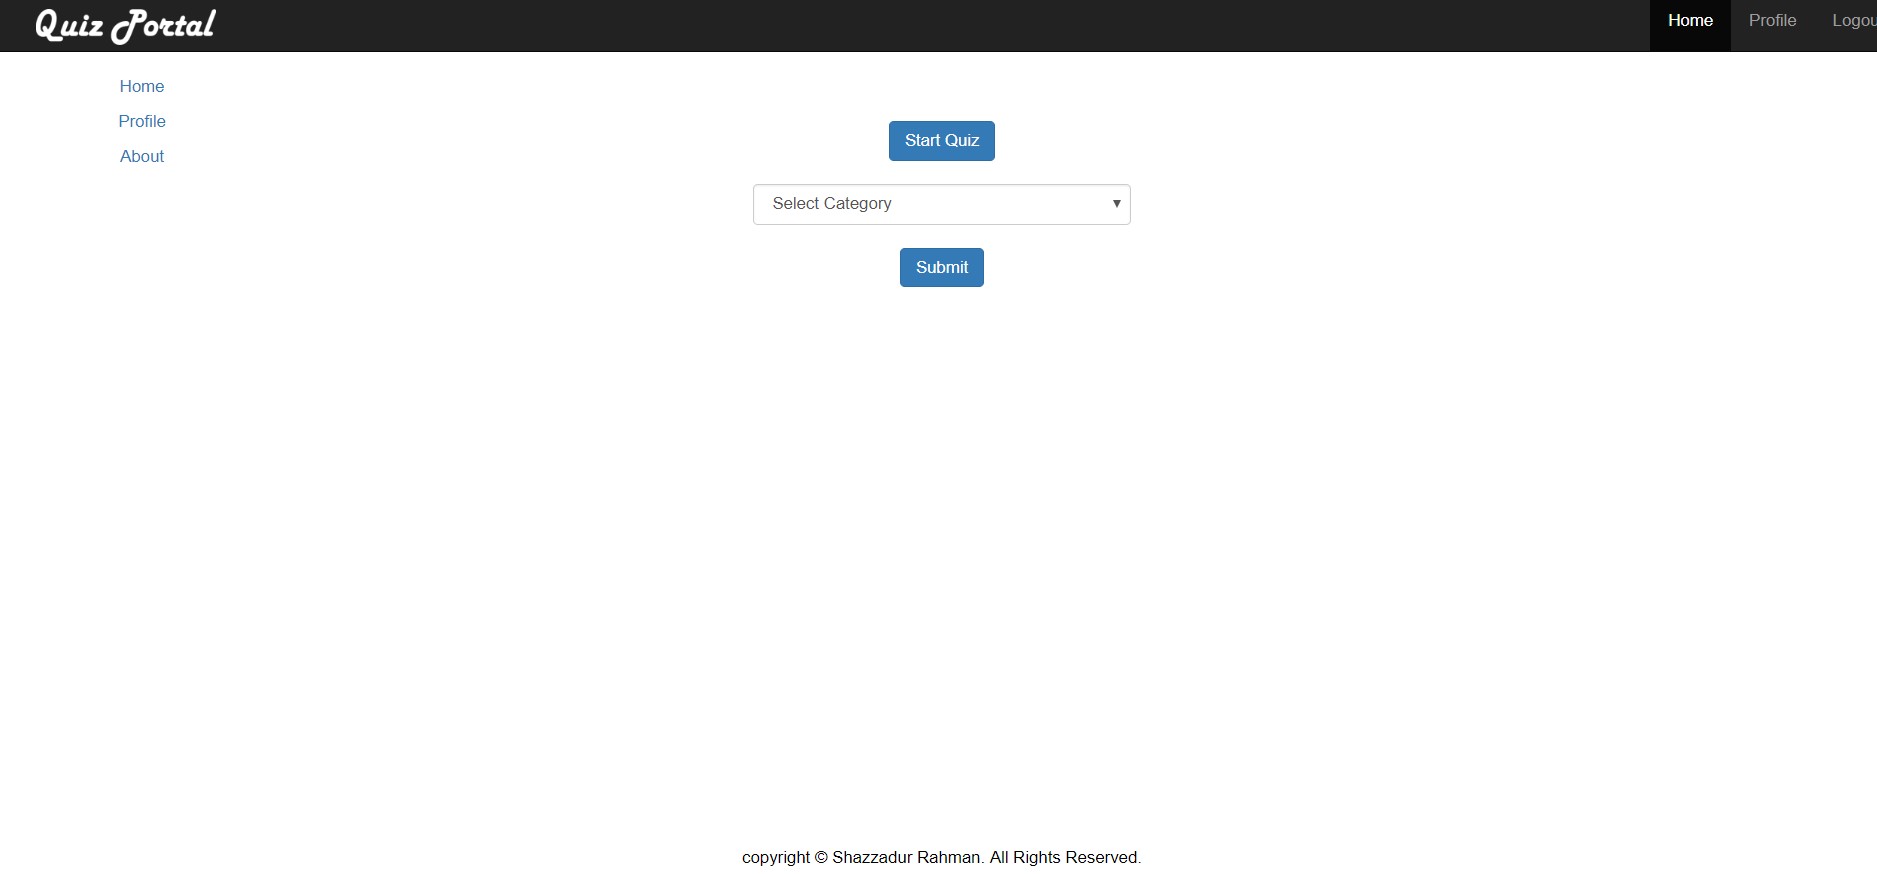 Quiz Portal
Home Profile Logou
Home
Profile
About
Start Quiz
Select Category
Submit
copyright © Shazzadur Rahman. All Rights Reserved.